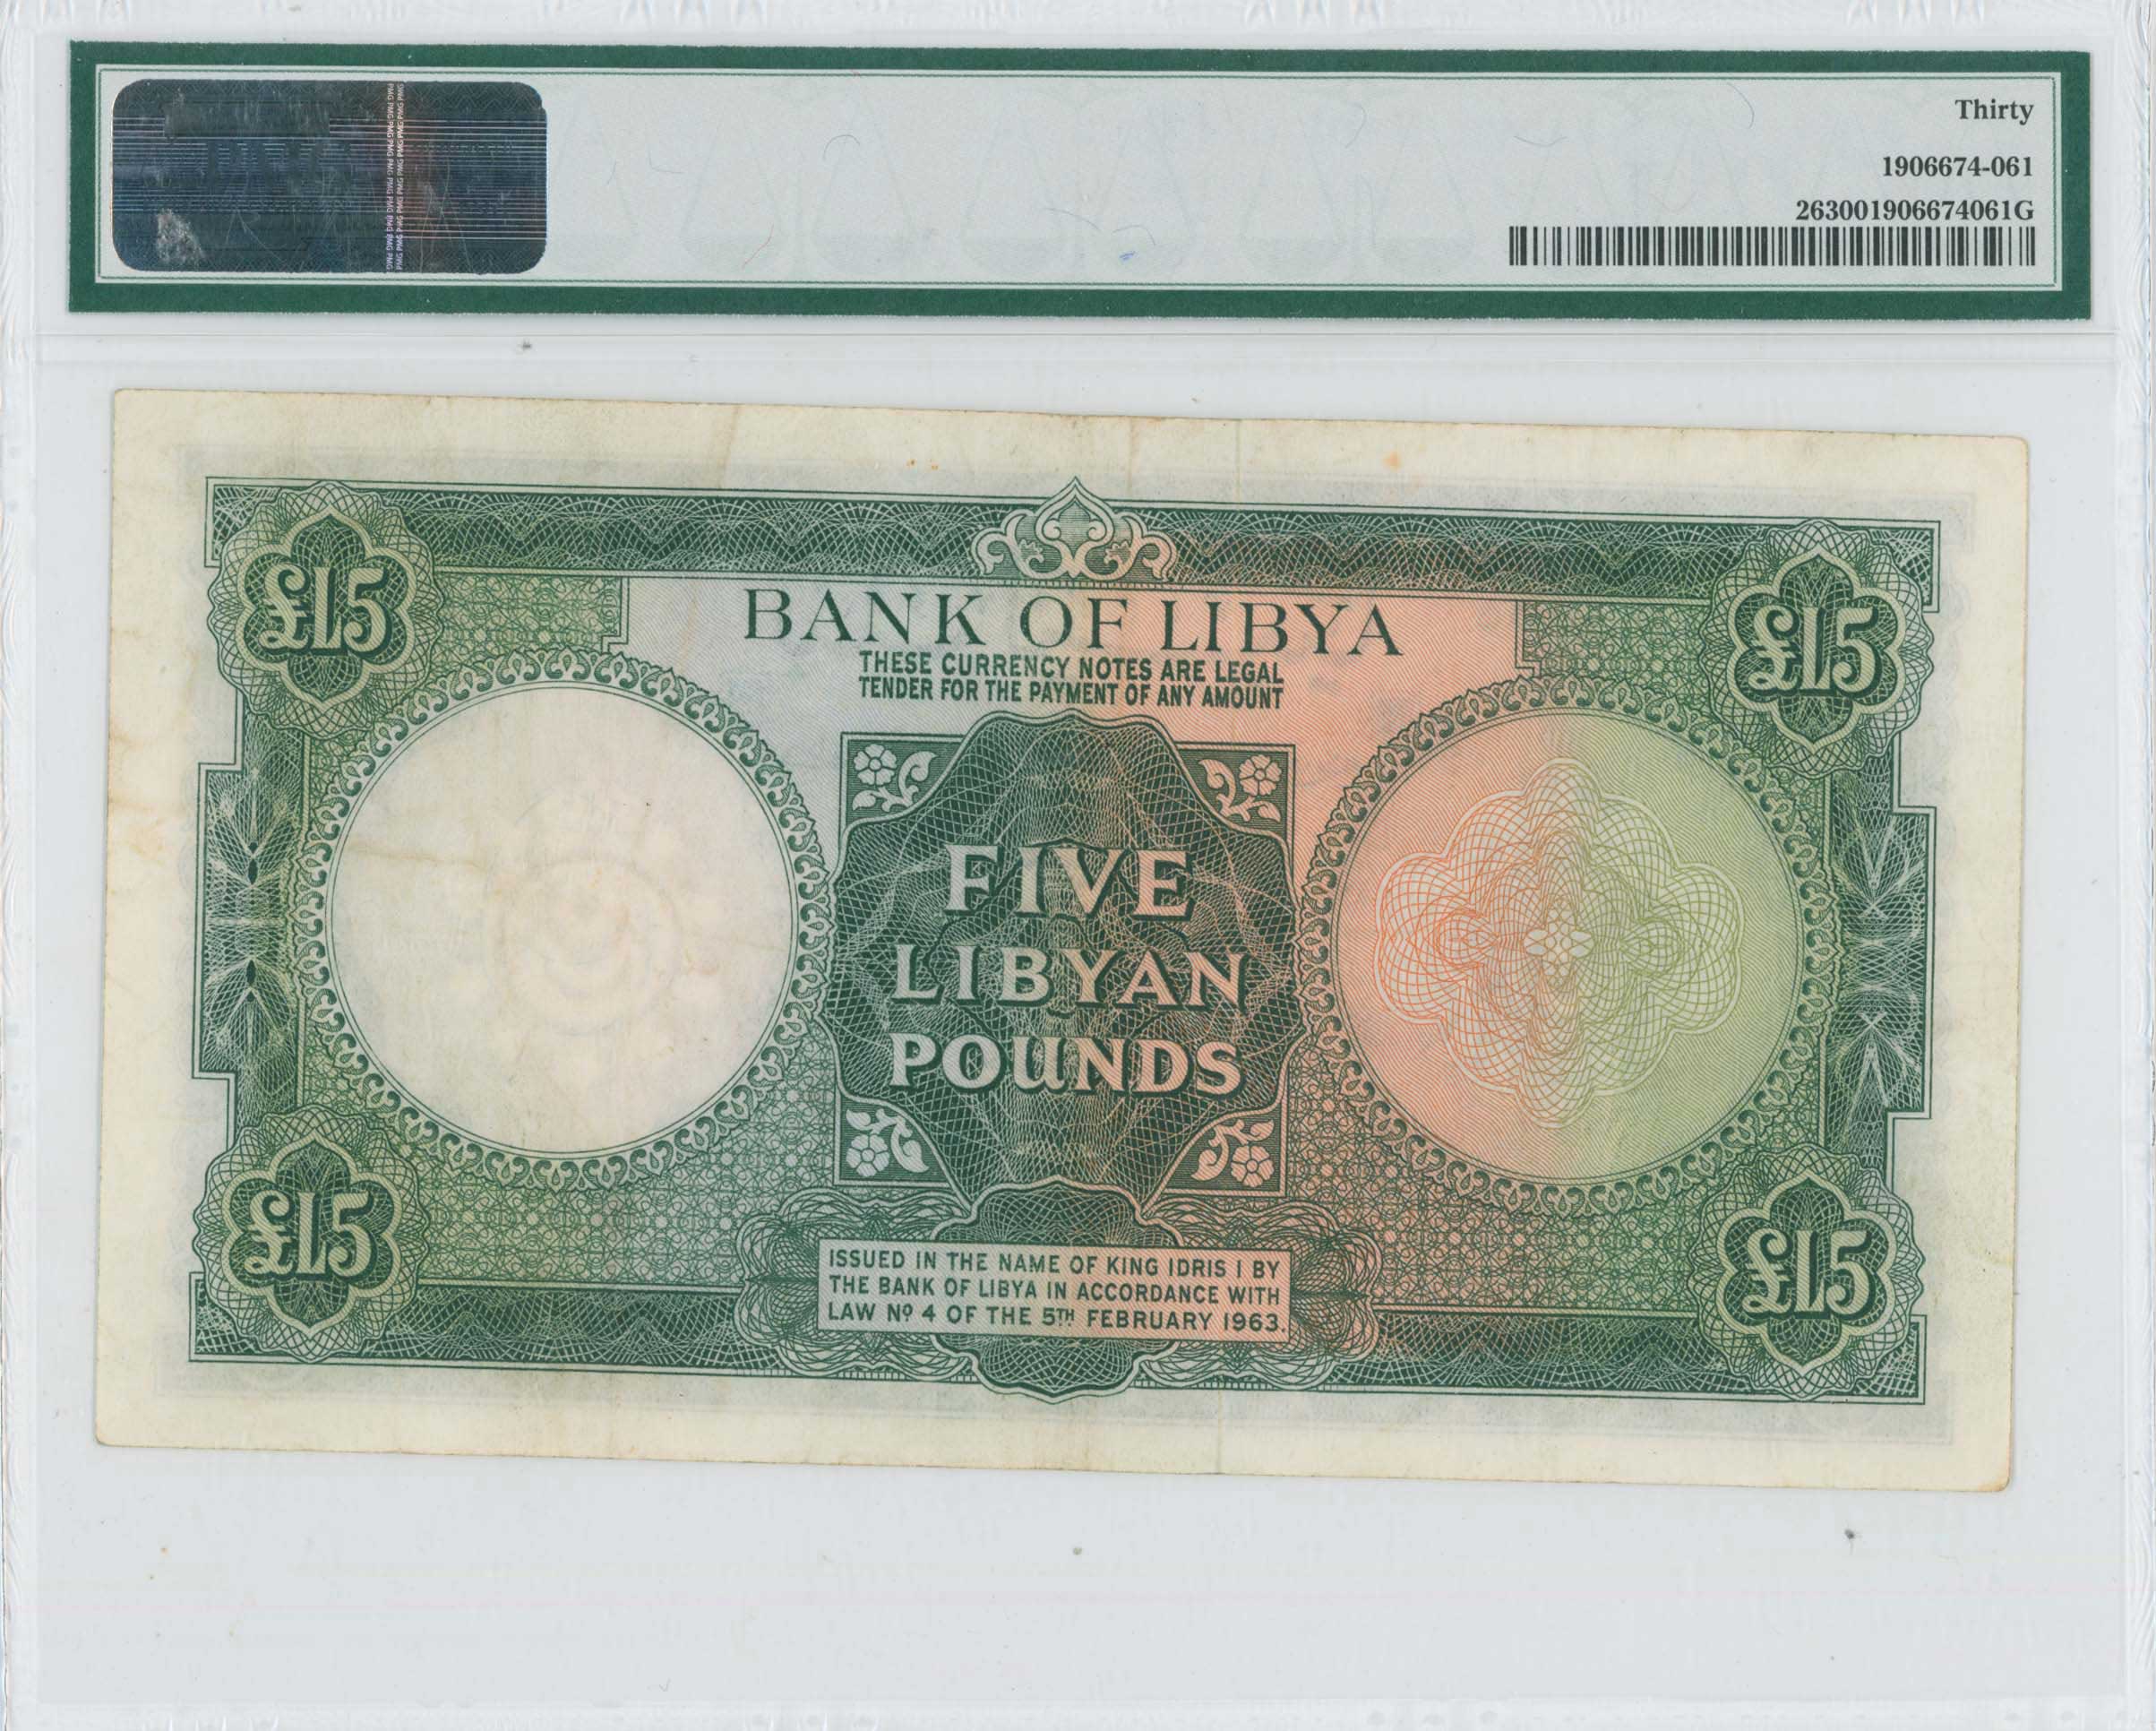 Thirty
1906674-061
263001906674061G
£L5
£L5
BANK OF LIBYA
THESE CURRENCY NOTES ARE LEGAL
TENDER FOR THE PAYMENT OF ANY AMOUNT
FIVE
LIBYAN
POUNDS
£L5
£L5
ISSUED IN THE NAME OF KING IDRIS I BY
THE BANK OF LIBYA IN ACCORDANCE WITH
LAW Nº 4 OF THE 5TH FEBRUARY 1963.